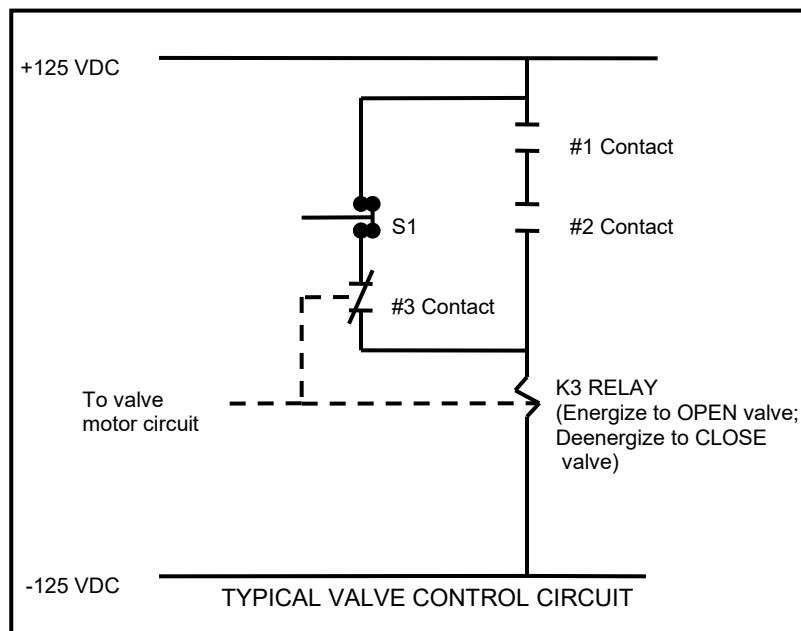 +125 VDC
#1 Contact
S1
#2 Contact
#3 Contact
To valve
motor circuit
K3 RELAY
(Energize to OPEN valve;
Deenergize to CLOSE
valve)
-125 VDC
TYPICAL VALVE CONTROL CIRCUIT